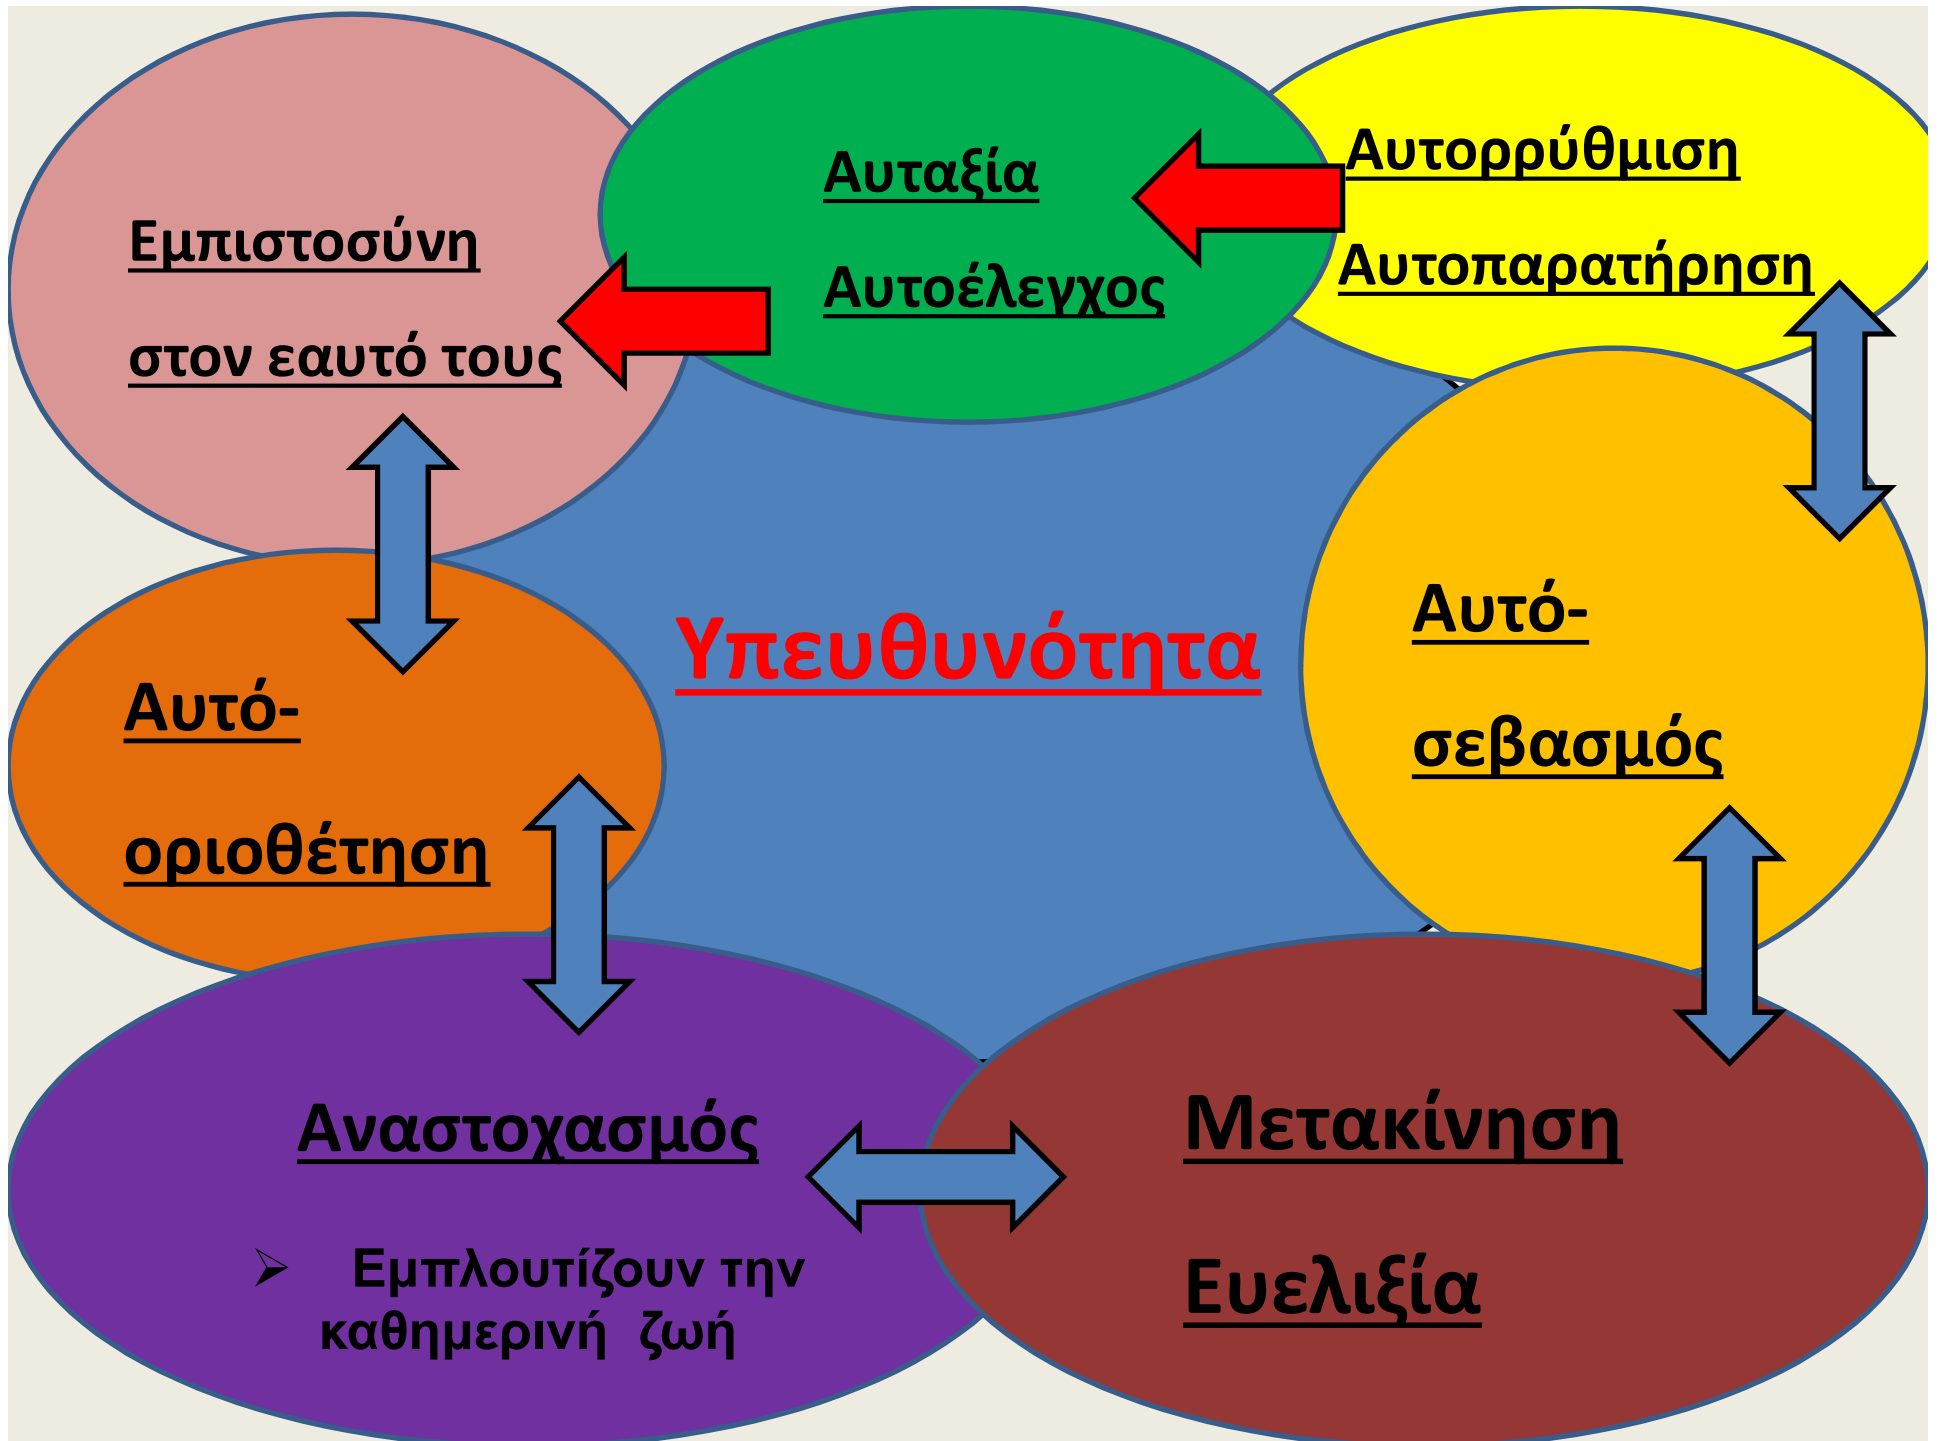 Εμπιστοσύνη
στον εαυτό τους
Αυταξία
Αυτοέλεγχος
Αυτορρύθμιση
Αυτοπαρατήρηση
Υπευθυνότητα
Αυτό-
σεβασμός
Αυτό-
οριοθέτηση
Αναστοχασμός
➢ Εμπλουτίζουν την
καθημερινή ζωή
Μετακίνηση
Ευελιξία